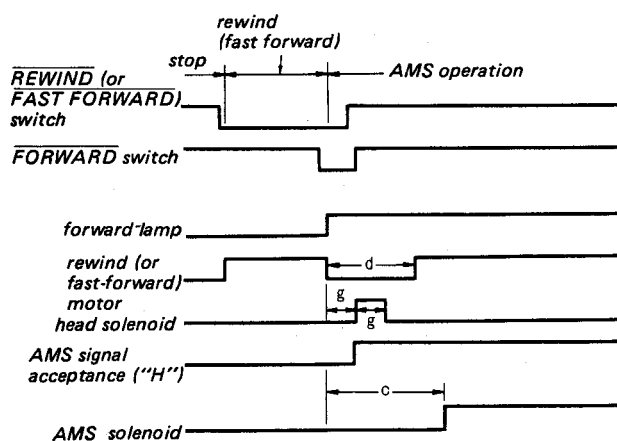 rewind
(fast forward)
stop
AMS operation
REWIND (or
FAST FORWARD)
switch
FORWARD switch
forward-lamp
rewind (or
fast-forward)
motor
d
g
head solenoid
g
AMS signal
acceptance ("H")
c
AMS solenoid